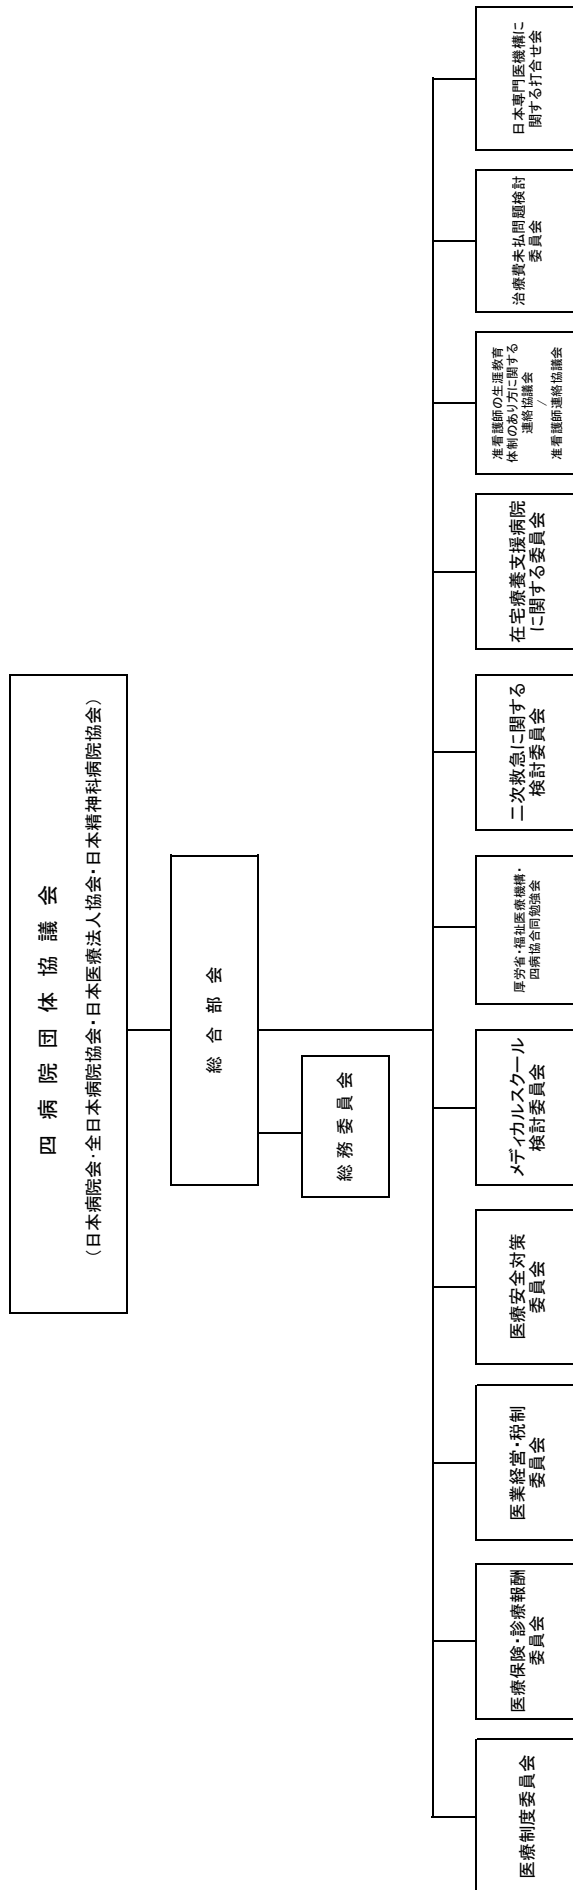 四病院団体協議会
（日本病院会・全日本病院協会・日本医療法人協会・日本精神科病院協会）
総合部会
総務委員会
医療制度委員会
医療保険・診療報酬
委員会
医業経営・税制
委員会
医療安全対策
委員会
メディカルスクール
検討委員会
厚労省・福祉医療機構・
四病協合同勉強会
二次救急に関する
検討委員会
在宅療養支援病院
に関する委員会
准看護師の生涯教育
体制のあり方に関する
連絡協議会
/
准看護師連絡協議会
治療費未払問題検討
委員会
日本専門医機構に
関する打合せ会